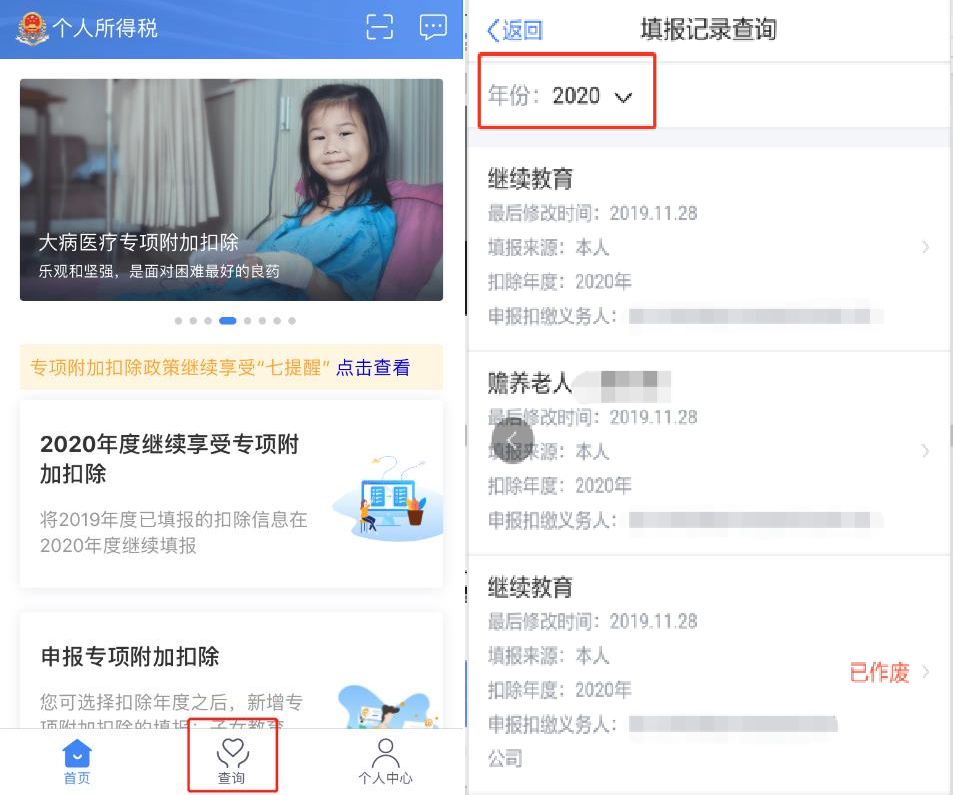 个人所得税
大病医疗专项附加扣除
乐观和坚强，是面对困难最好的良药
专项附加扣除政策继续享受“七提醒” 点击查看
2020年度继续享受专项附
加扣除
将2019年度已填报的扣除信息在
2020年度继续填报
申报专项附加扣除
您可选择扣除年度之后，新增专
项附加扣除的填报：子女教育
首页
查询
个人中心
返回
填报记录查询
年份：2020
继续教育
最后修改时间：2019.11.28
填报来源：本人
扣除年度：2020年
申报扣缴义务人：
赡养老人
最后修改时间：2019.11.28
填报来源：本人
扣除年度：2020年
申报扣缴义务人：
继续教育
最后修改时间：2019.11.28
填报来源：本人
已作废
扣除年度：2020年
申报扣缴义务人：
公司